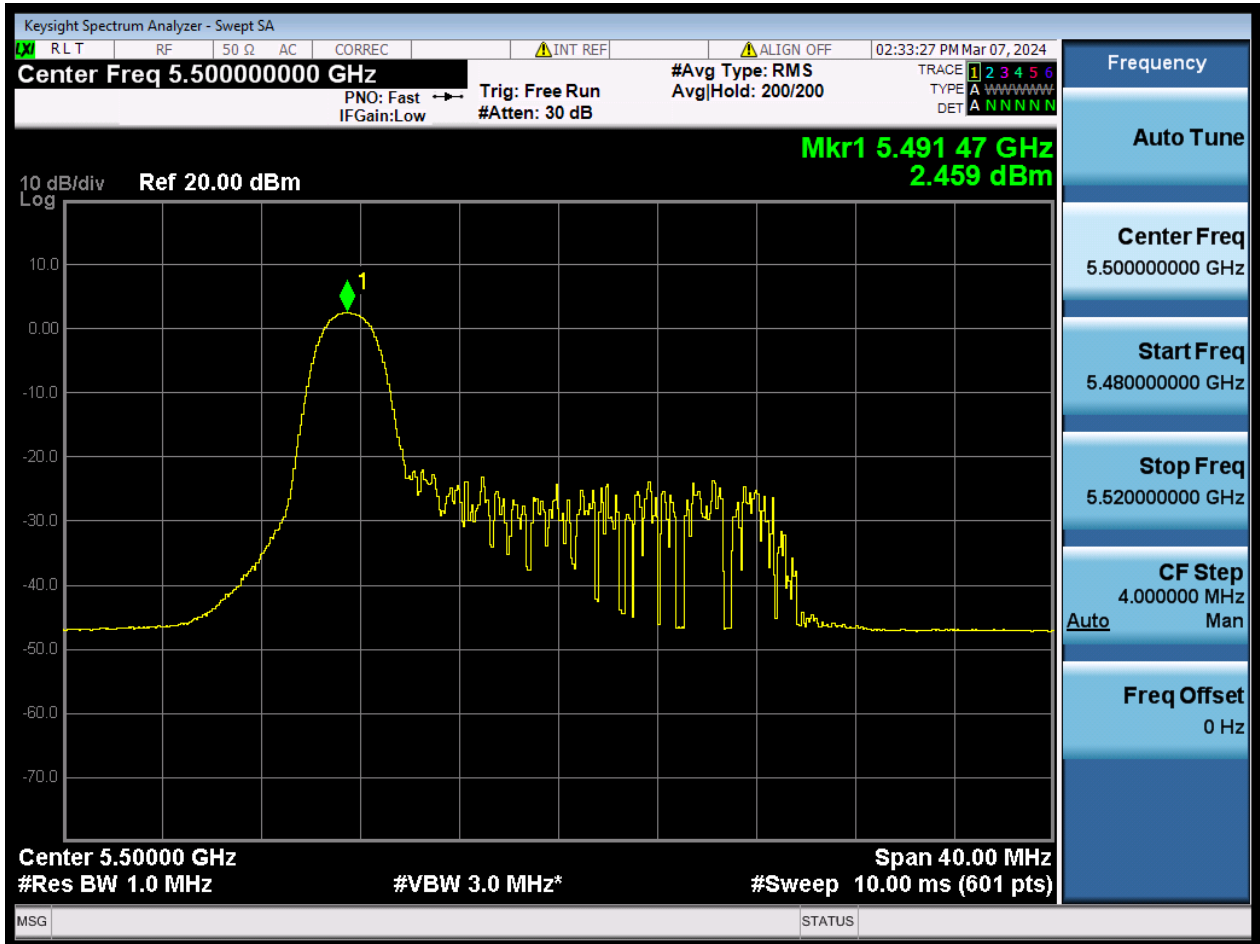 Keysight Spectrum Analyzer - Swept SA
LXI RLT RF 50 Ω AC CORREC INT REF ALIGN OFF 02:33:27 PM Mar 07, 2024
Center Freq 5.500000000 GHz
PNO: Fast
IFGain:Low
Trig: Free Run
#Atten: 30 dB
#Avg Type: RMS
Avg|Hold: 200/200
TRACE 1 2 3 4 5 6
TYPE A WWWWW
DET A N N N N N
Mkr1 5.491 47 GHz
2.459 dBm
10 dB/div Ref 20.00 dBm
Log
10.0
1
0.00
-10.0
-20.0
-30.0
-40.0
-50.0
-60.0
-70.0
Center 5.50000 GHz Span 40.00 MHz
#Res BW 1.0 MHz #VBW 3.0 MHz* #Sweep 10.00 ms (601 pts)
MSG STATUS
Frequency
Auto Tune
Center Freq
5.500000000 GHz
Start Freq
5.480000000 GHz
Stop Freq
5.520000000 GHz
CF Step
4.000000 MHz
Auto Man
Freq Offset
0 Hz